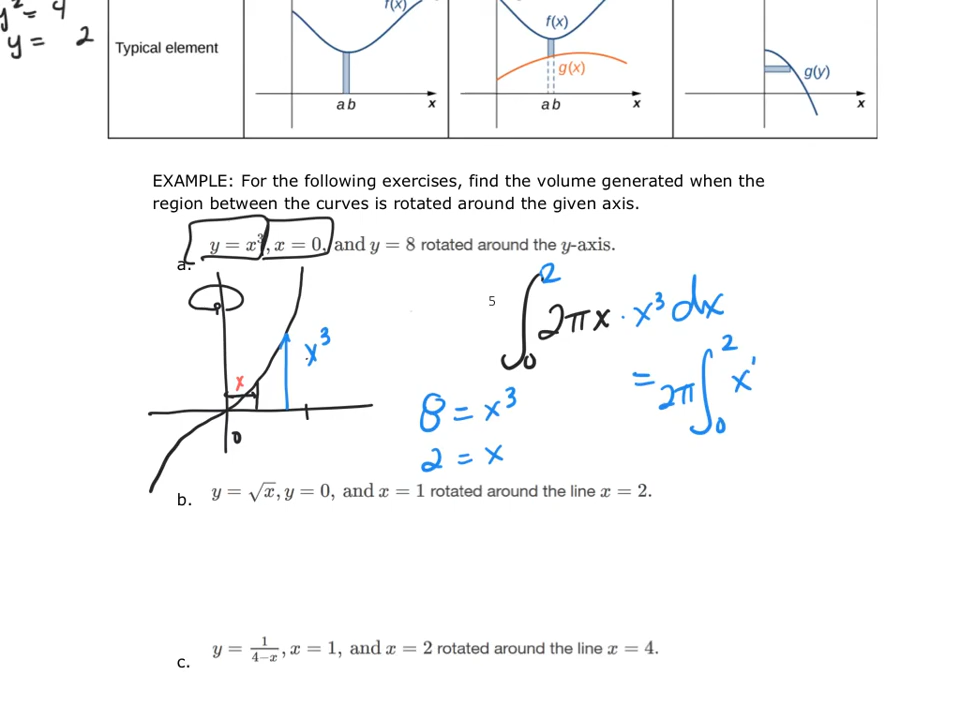 y² = 4
y = 2
Typical element
f(x)
a b
x
f(x)
g(x)
a b
x
g(y)
x
EXAMPLE: For the following exercises, find the volume generated when the
region between the curves is rotated around the given axis.
a. y = x³, x = 0, and y = 8 rotated around the y-axis.
5
∫₀² 2πx · x³ dx
x³
x
0
= 2π ∫₀² x
8 = x³
2 = x
b. y = √x, y = 0, and x = 1 rotated around the line x = 2.
c. y = 1/(4−x), x = 1, and x = 2 rotated around the line x = 4.